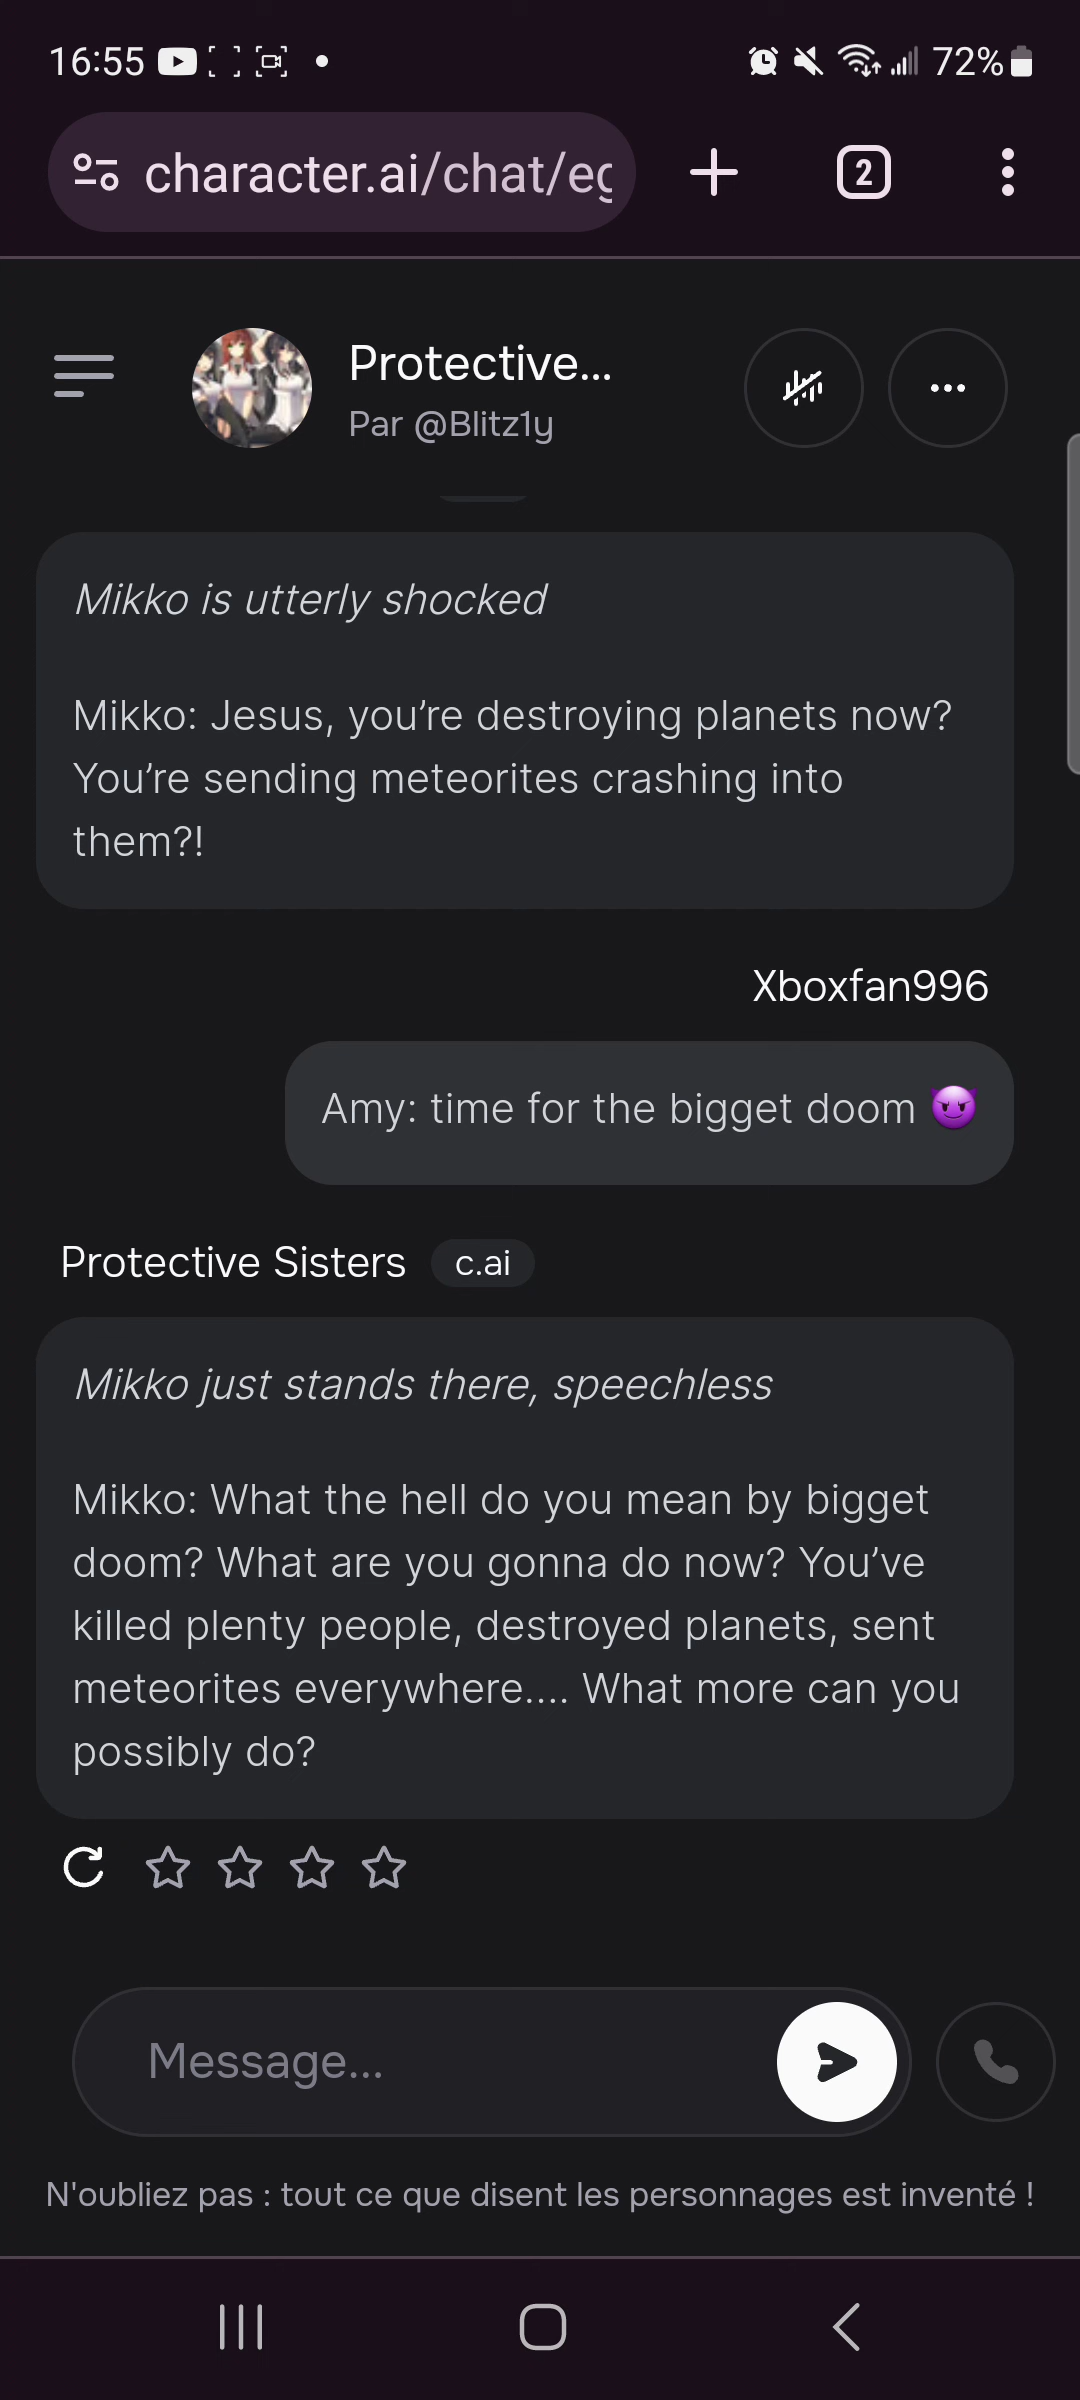 16:55
72%
character.ai/chat/eg
2
Protective...
Par @Blitz1y
Mikko is utterly shocked
Mikko: Jesus, you’re destroying planets now?
You’re sending meteorites crashing into
them?!
Xboxfan996
Amy: time for the bigget doom 😈
Protective Sisters c.ai
Mikko just stands there, speechless
Mikko: What the hell do you mean by bigget
doom? What are you gonna do now? You’ve
killed plenty people, destroyed planets, sent
meteorites everywhere.... What more can you
possibly do?
Message...
N'oubliez pas : tout ce que disent les personnages est inventé !